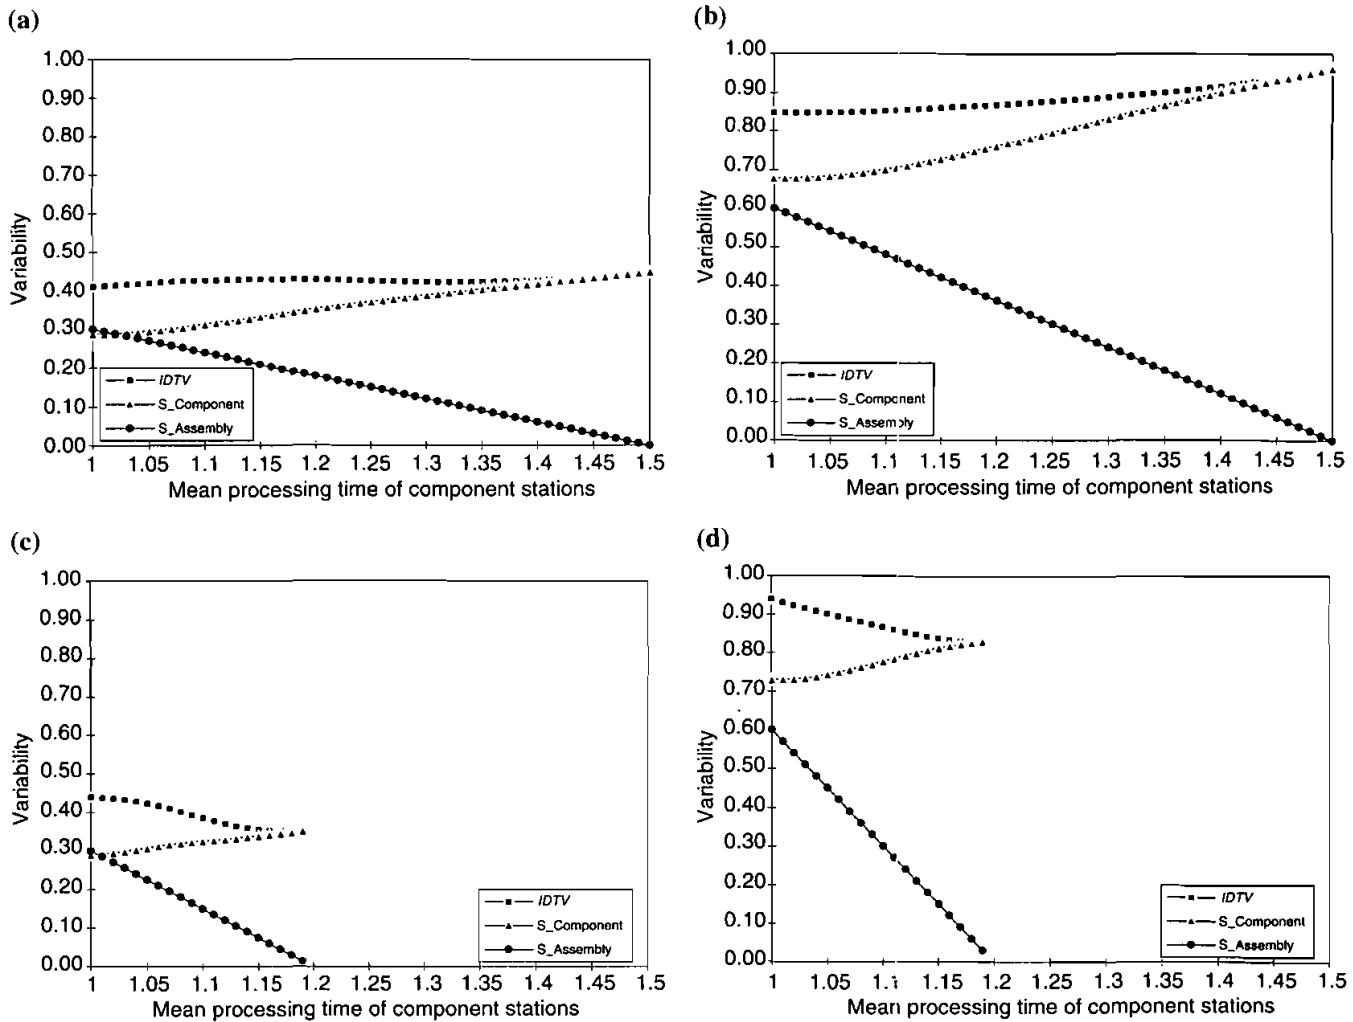 (a)
1.00
0.90
0.80
0.70
0.60
0.50
0.40
0.30
0.20
0.10
0.00
Variability
IDTV
S_Component
S_Assembly
1 1.05 1.1 1.15 1.2 1.25 1.3 1.35 1.4 1.45 1.5
Mean processing time of component stations
(b)
1.00
0.90
0.80
0.70
0.60
0.50
0.40
0.30
0.20
0.10
0.00
Variability
IDTV
S_Component
S_Assembly
1 1.05 1.1 1.15 1.2 1.25 1.3 1.35 1.4 1.45 1.5
Mean processing time of component stations
(c)
1.00
0.90
0.80
0.70
0.60
0.50
0.40
0.30
0.20
0.10
0.00
Variability
IDTV
S_Component
S_Assembly
1 1.05 1.1 1.15 1.2 1.25 1.3 1.35 1.4 1.45 1.5
Mean processing time of component stations
(d)
1.00
0.90
0.80
0.70
0.60
0.50
0.40
0.30
0.20
0.10
0.00
Variability
IDTV
S_Component
S_Assembly
1 1.05 1.1 1.15 1.2 1.25 1.3 1.35 1.4 1.45 1.5
Mean processing time of component stations